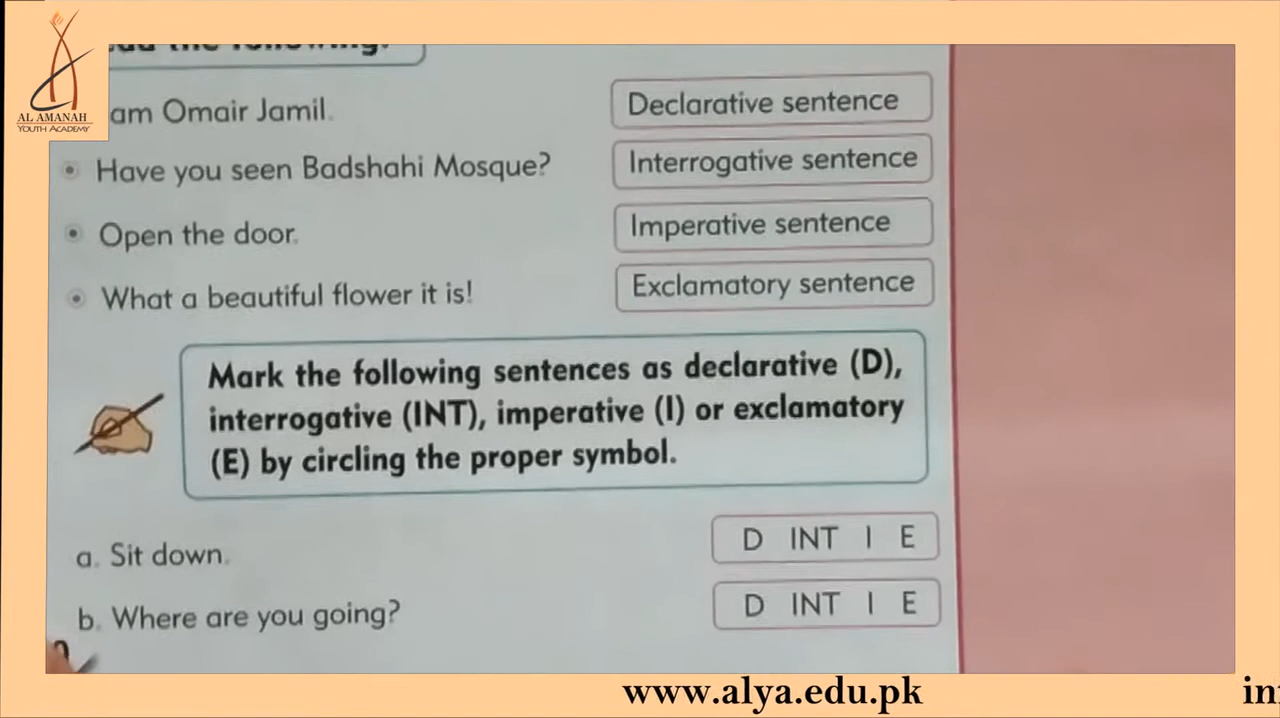 AL AMANAH
YOUTH ACADEMY
the following.
am Omair Jamil.
Declarative sentence
Have you seen Badshahi Mosque?
Interrogative sentence
Open the door.
Imperative sentence
What a beautiful flower it is!
Exclamatory sentence
Mark the following sentences as declarative (D),
interrogative (INT), imperative (I) or exclamatory
(E) by circling the proper symbol.
a. Sit down.
D INT I E
b. Where are you going?
D INT I E
www.alya.edu.pk